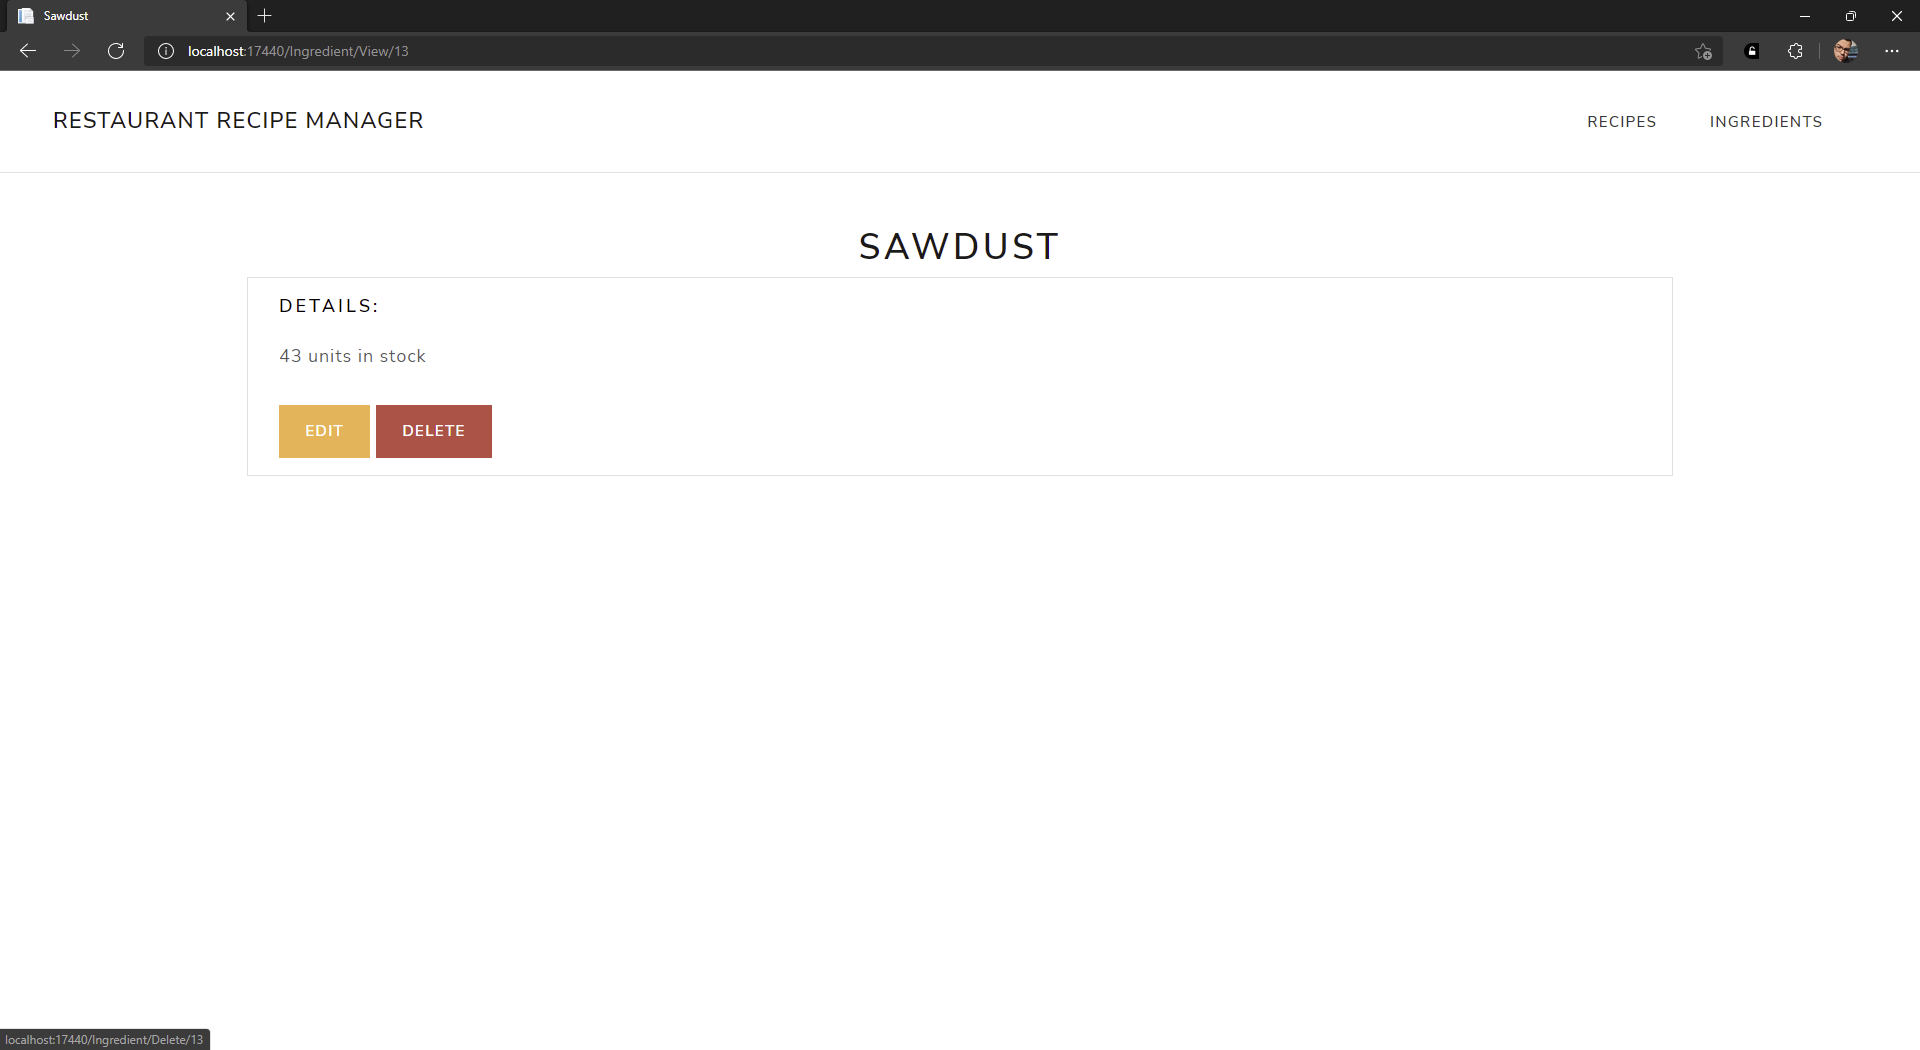 Sawdust
localhost:17440/Ingredient/View/13
RESTAURANT RECIPE MANAGER
RECIPES
INGREDIENTS
SAWDUST
DETAILS:
43 units in stock
EDIT
DELETE
localhost:17440/Ingredient/Delete/13